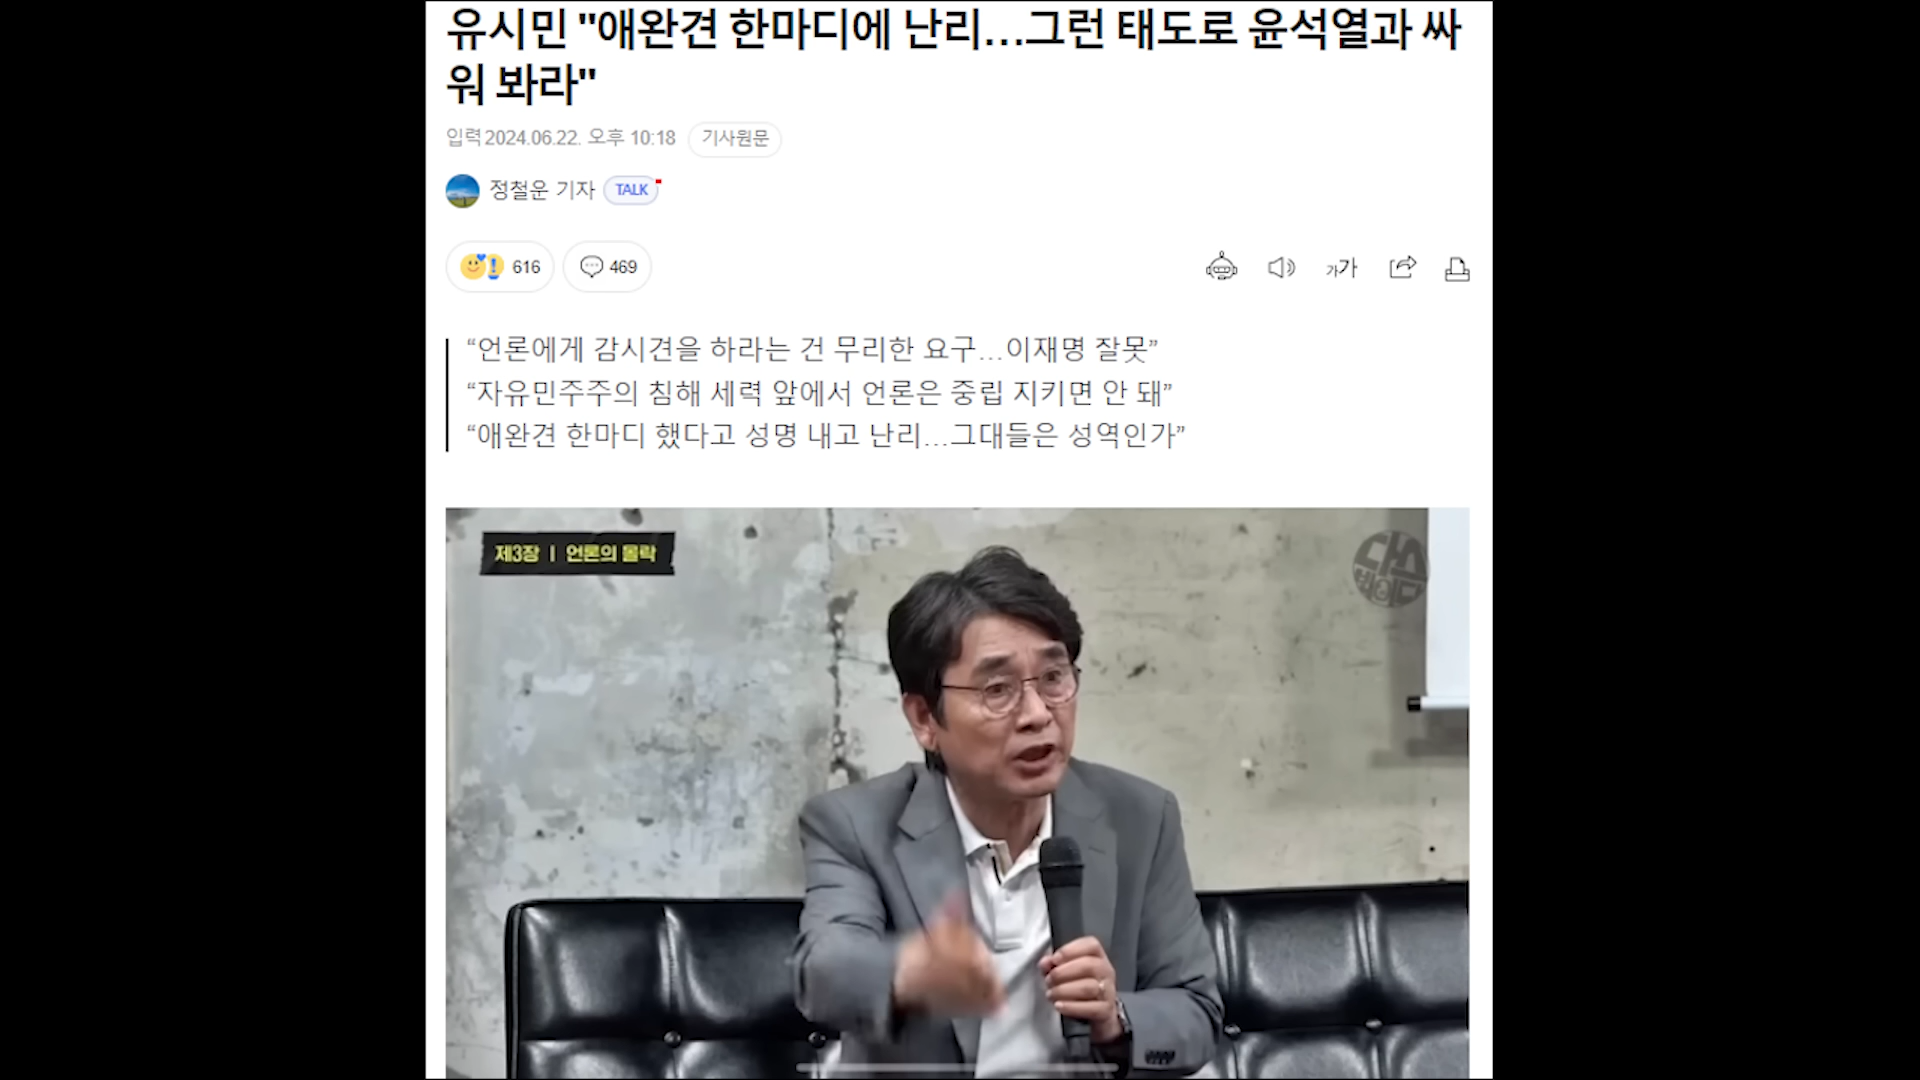 유시민 "애완견 한마디에 난리…그런 태도로 윤석열과 싸
워 봐라"
입력 2024.06.22. 오후 10:18 기사원문
정철운 기자 TALK
616 469 가가
“언론에게 감시견을 하라는 건 무리한 요구…이재명 잘못”
“자유민주주의 침해 세력 앞에서 언론은 중립 지키면 안 돼”
“애완견 한마디 했다고 성명 내고 난리…그대들은 성역인가”
제3장 | 언론의 몰락
다스
뵈이다